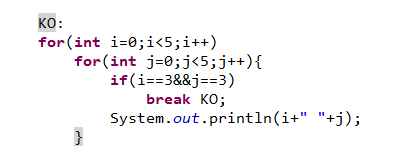 KO:
for(int i=0;i<5;i++)
for(int j=0;j<5;j++){
if(i==3&&j==3)
break KO;
System.out.println(i+" "+j);
}